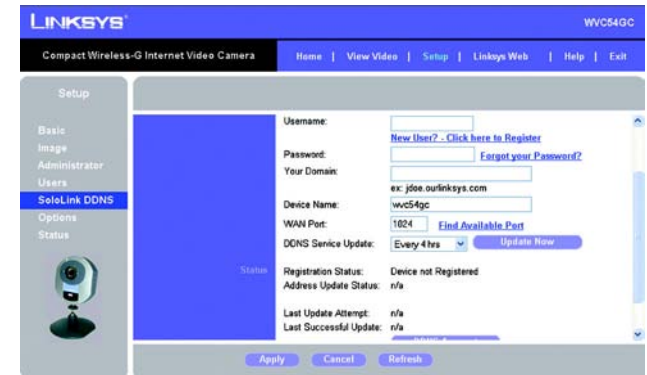 LINKSYS
WVC54GC
Compact Wireless-G Internet Video Camera
Home | View Video | Setup | Linksys Web | Help | Exit
Setup
Basic
Image
Administrator
Users
SoloLink DDNS
Options
Status
Username:
New User? - Click here to Register
Password:
Forgot your Password?
Your Domain:
ex: jdoe.ourlinksys.com
Device Name: wvc54gc
WAN Port: 1024 Find Available Port
DDNS Service Update: Every 4 hrs Update Now
Status
Registration Status: Device not Registered
Address Update Status: n/a
Last Update Attempt: n/a
Last Successful Update: n/a
Apply Cancel Refresh